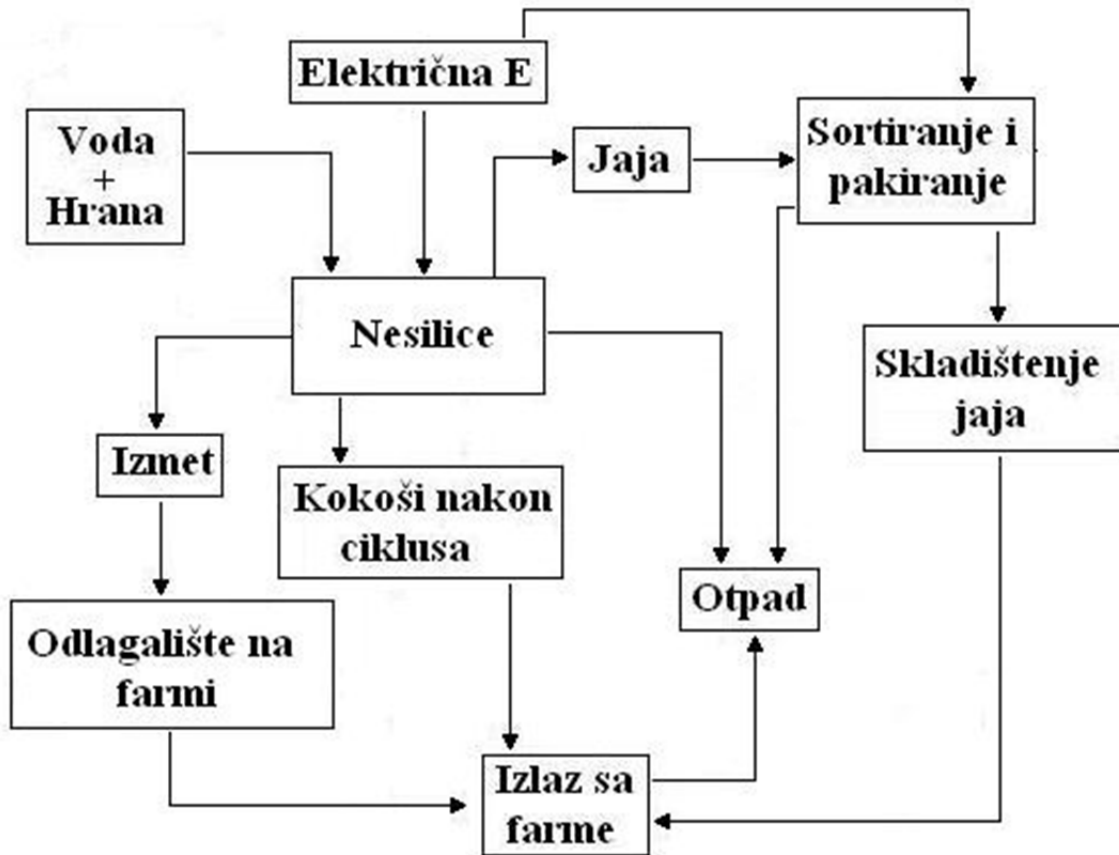 Električna E
Voda
+
Hrana
Jaja
Sortiranje i
pakiranje
Nesilice
Skladištenje
jaja
Izmet
Kokoši nakon
ciklusa
Otpad
Odlagalište na
farmi
Izlaz sa
farme